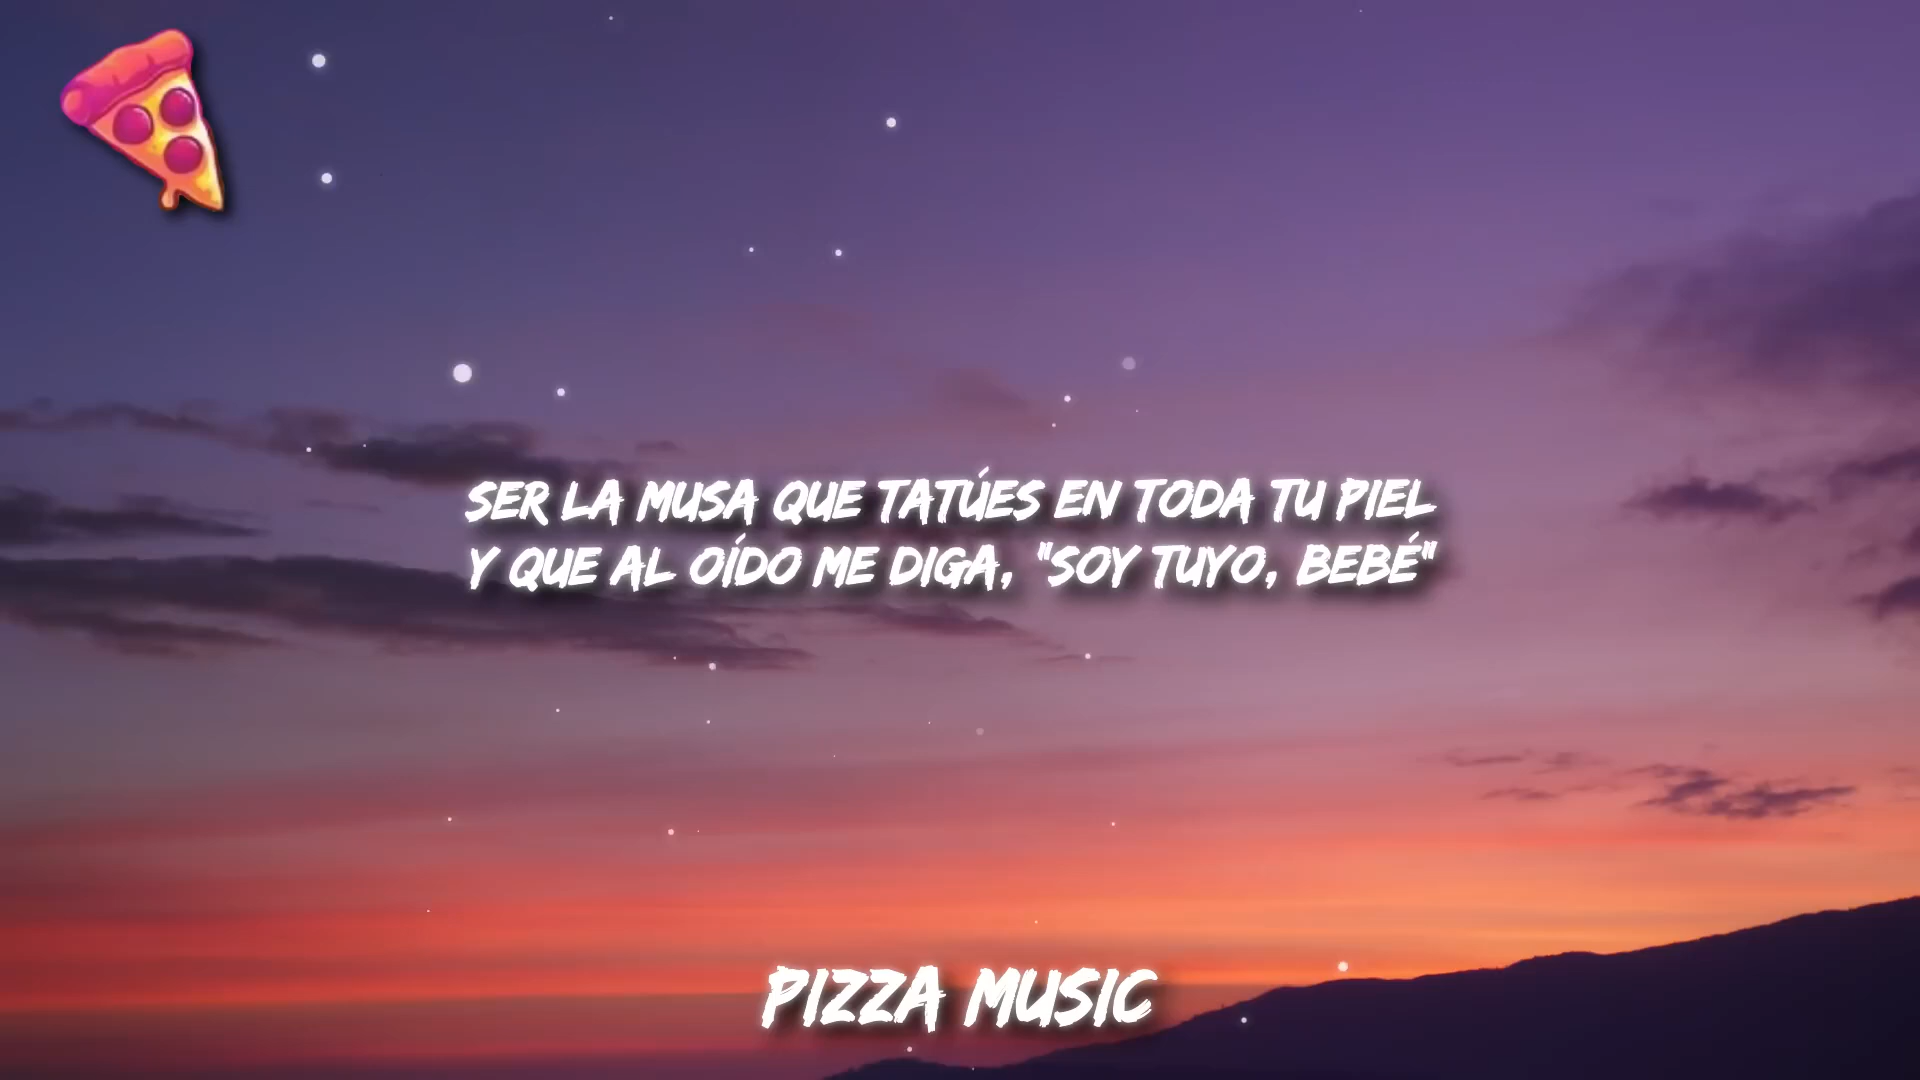 SER LA MUSA QUE TATÚES EN TODA TU PIEL
Y QUE AL OÍDO ME DIGA, "SOY TUYO, BEBÉ"
PIZZA MUSIC